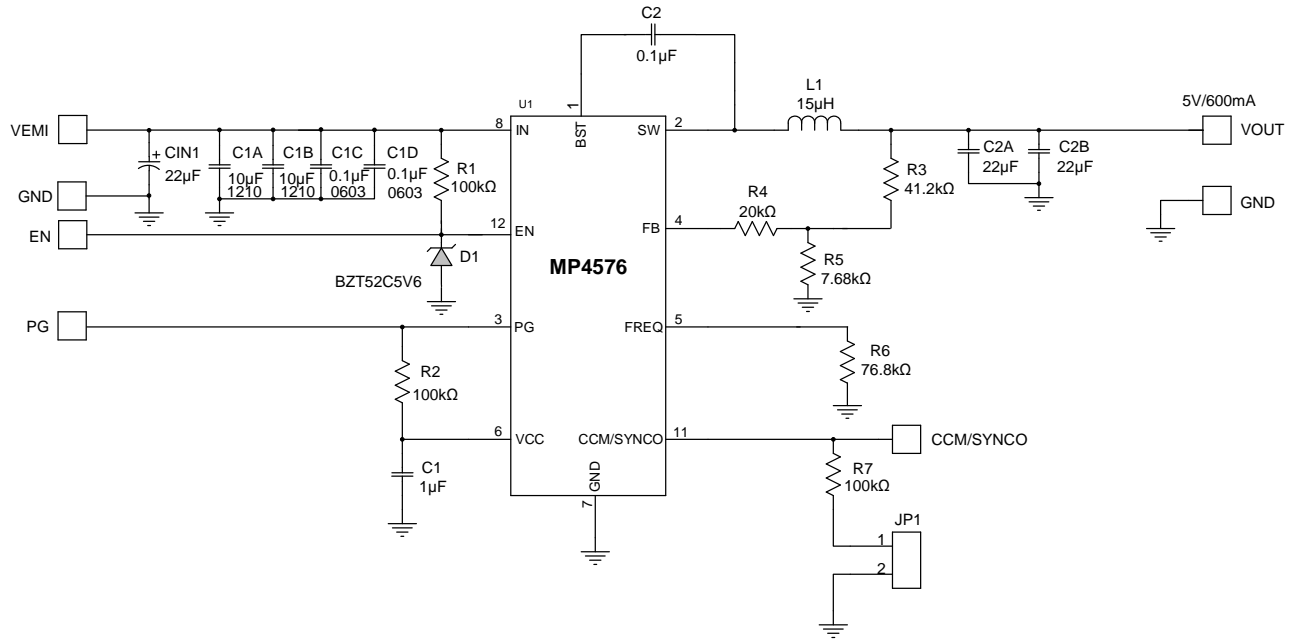 C2
0.1µF
U1
1
BST
L1
15µH
5V/600mA
VEMI
8
IN
SW
2
VOUT
+
CIN1
22µF
C1A
10µF
1210
C1B
10µF
1210
C1C
0.1µF
0603
C1D
0.1µF
0603
R1
100kΩ
R3
41.2kΩ
C2A
22µF
C2B
22µF
GND
GND
R4
20kΩ
EN
12
EN
FB
4
D1
BZT52C5V6
MP4576
R5
7.68kΩ
PG
3
PG
FREQ
5
R6
76.8kΩ
R2
100kΩ
6
VCC
CCM/SYNCO
11
CCM/SYNCO
C1
1µF
GND
7
R7
100kΩ
JP1
1
2